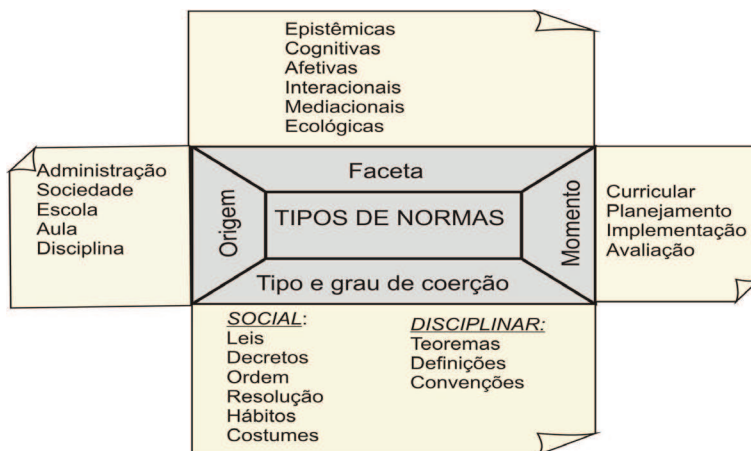 Epistêmicas
Cognitivas
Afetivas
Interacionais
Mediacionais
Ecológicas
Administração
Sociedade
Escola
Aula
Disciplina
Origem
Faceta
TIPOS DE NORMAS
Tipo e grau de coerção
Momento
Curricular
Planejamento
Implementação
Avaliação
SOCIAL:
Leis
Decretos
Ordem
Resolução
Hábitos
Costumes
DISCIPLINAR:
Teoremas
Definições
Convenções